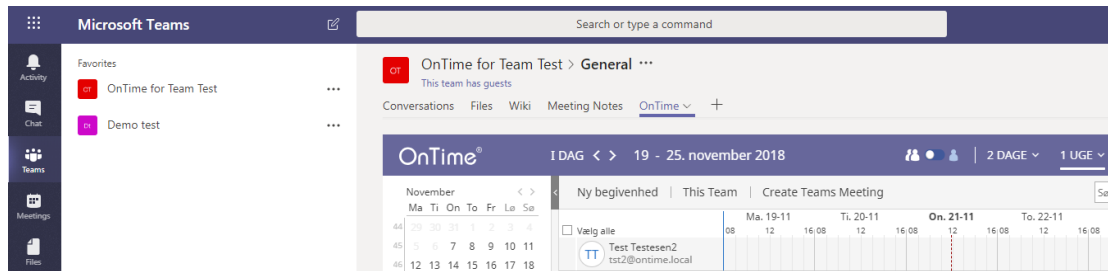 Microsoft Teams
Search or type a command
Activity
Chat
Teams
Meetings
Files
Favorites
OT OnTime for Team Test ...
Dt Demo test ...
OT OnTime for Team Test > General ...
This team has guests
Conversations Files Wiki Meeting Notes OnTime +
OnTime® I DAG < > 19 - 25. november 2018 2 DAGE 1 UGE
November < >
Ma Ti On To Fr Lø Sø
44 29 30 31 1 2 3 4
45 5 6 7 8 9 10 11
46 12 13 14 15 16 17 18
Ny begivenhed | This Team | Create Teams Meeting
Ma. 19-11 Ti. 20-11 On. 21-11 To. 22-11
Vælg alle 08 12 16 08 12 16 08 12 16 08 12 16 08
TT Test Testesen2
tst2@ontime.local